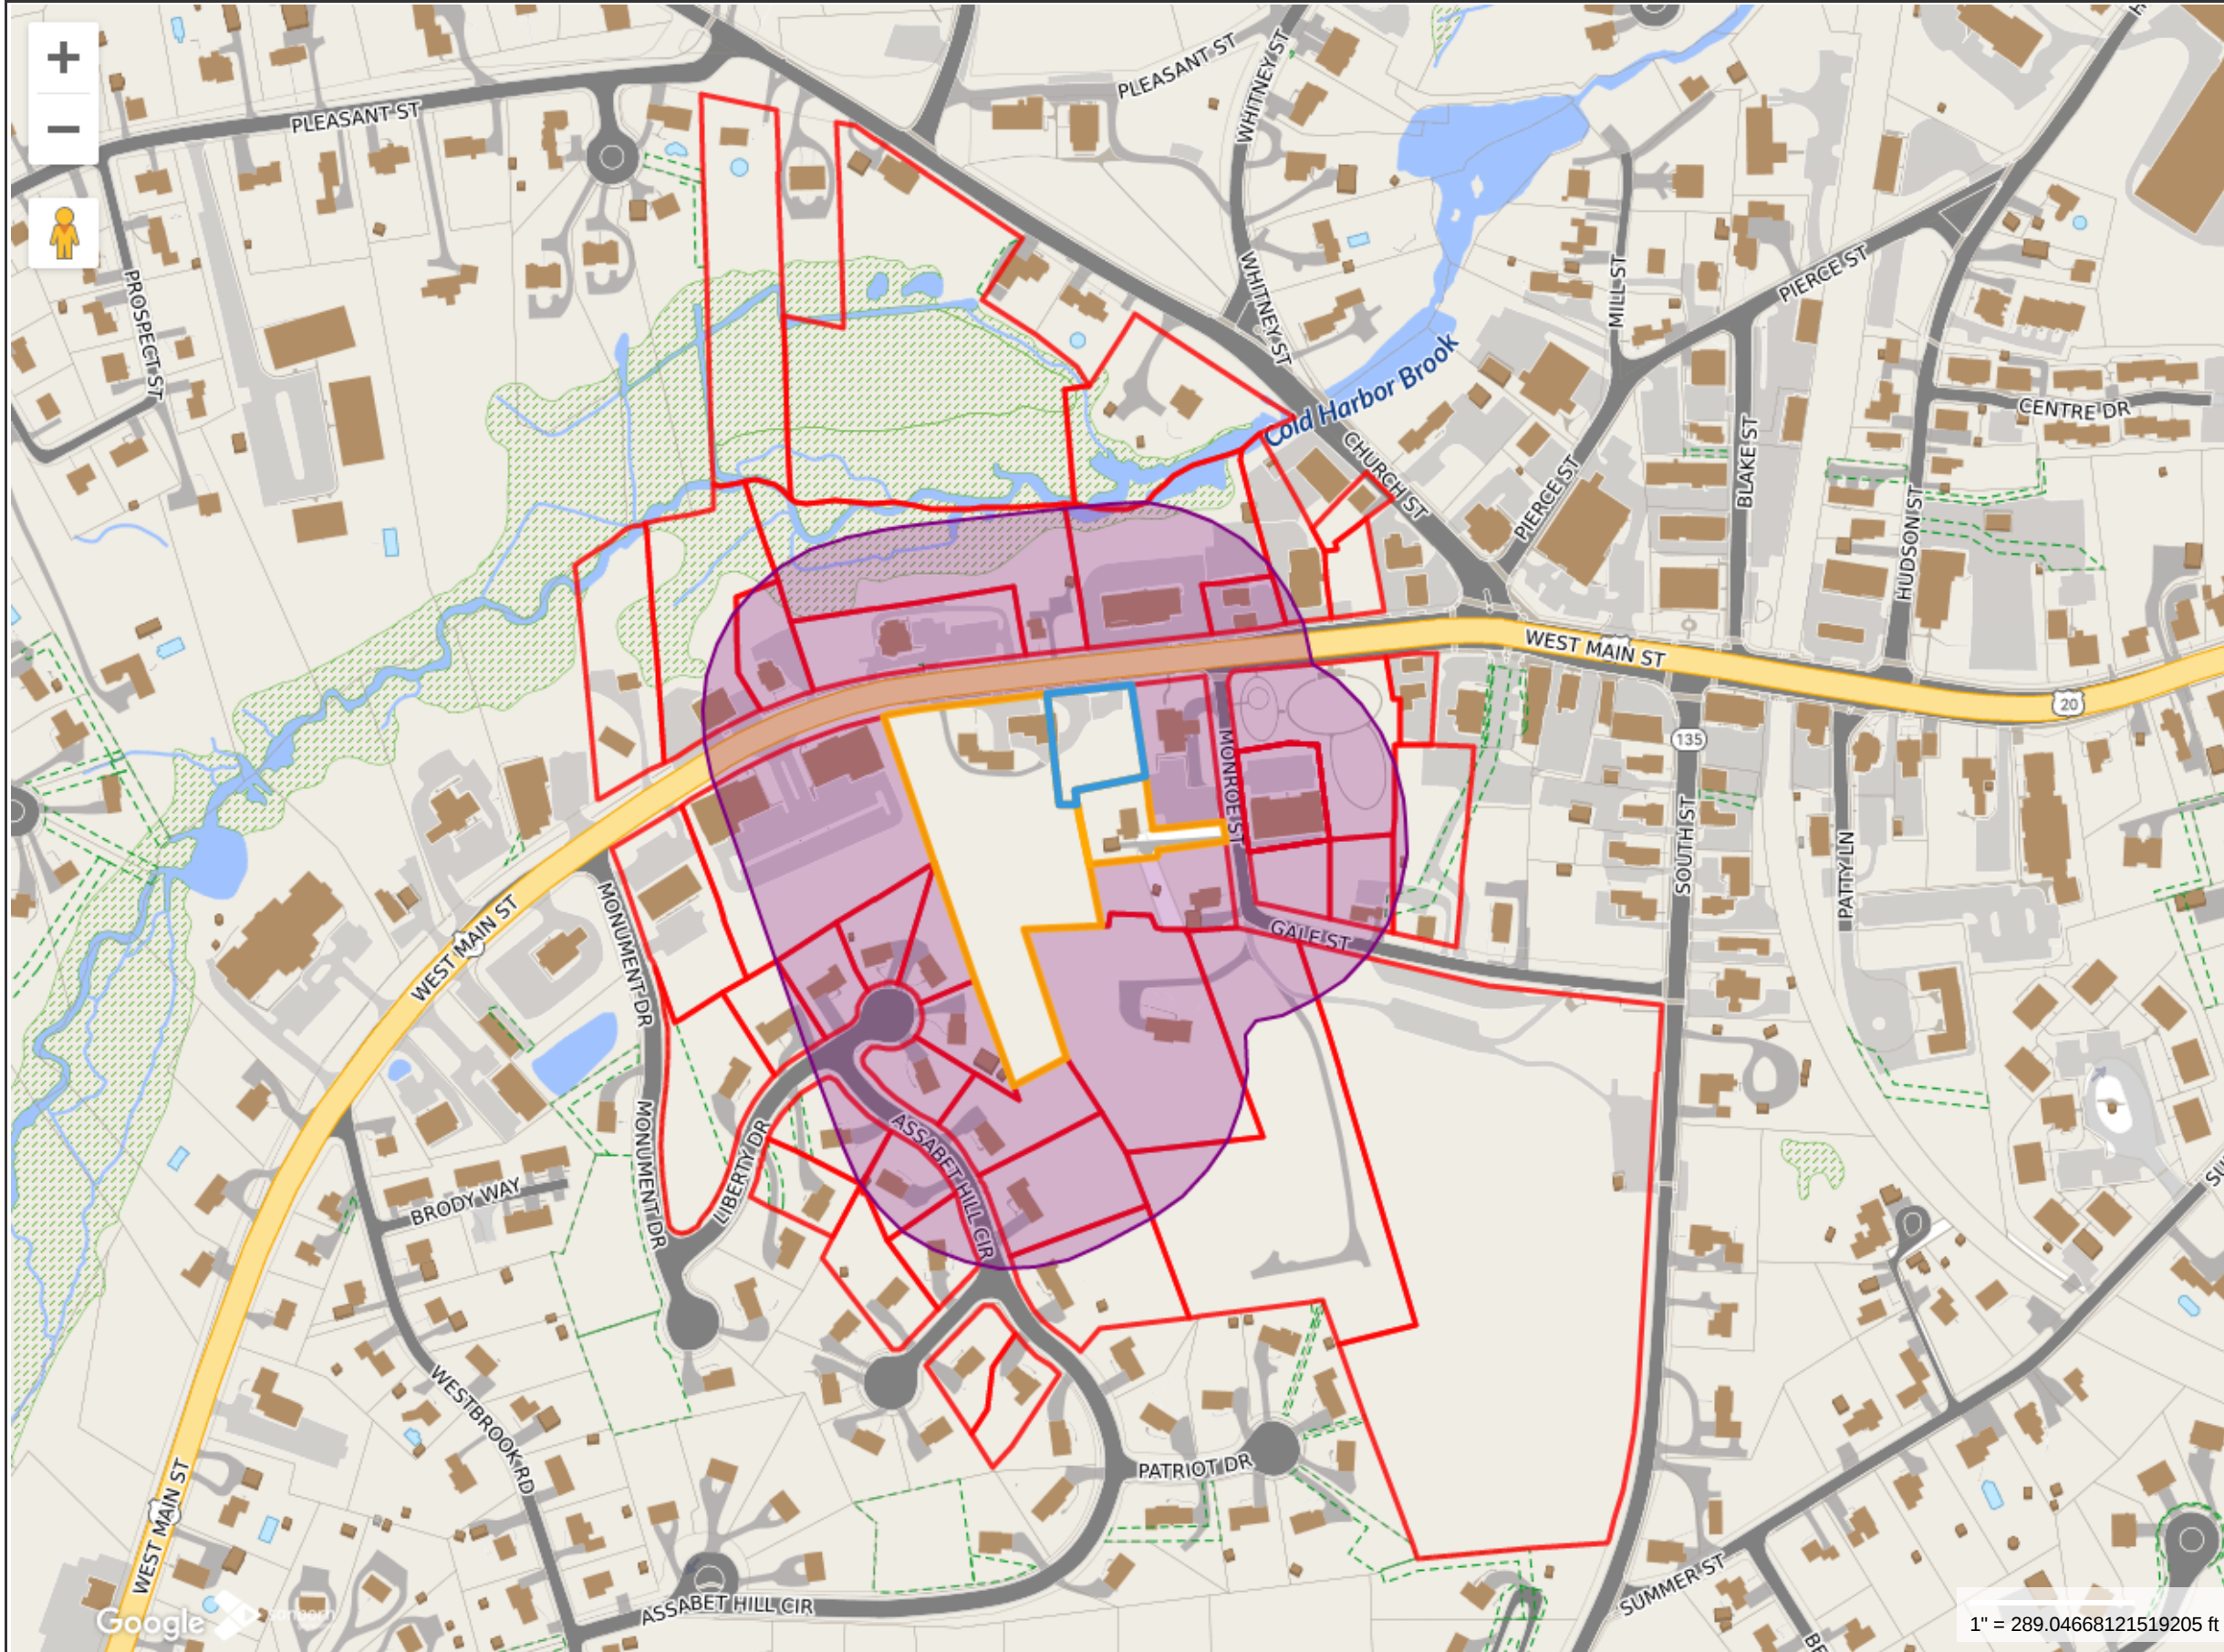 +
−
PLEASANT ST
PLEASANT ST
WHITNEY ST
WHITNEY ST
PROSPECT ST
MILL ST
PIERCE ST
Cold Harbor Brook
CHURCH ST
PIERCE ST
BLAKE ST
CENTRE DR
HUDSON ST
WEST MAIN ST
20
135
MONROE ST
SOUTH ST
PATTY LN
GALE ST
WEST MAIN ST
MONUMENT DR
MONUMENT DR
LIBERTY DR
ASSABET HILL CIR
BRODY WAY
WESTBROOK RD
PATRIOT DR
WEST MAIN ST
ASSABET HILL CIR
SUMMER ST
SU
BE
Google
sanborn
1" = 289.04668121519205 ft